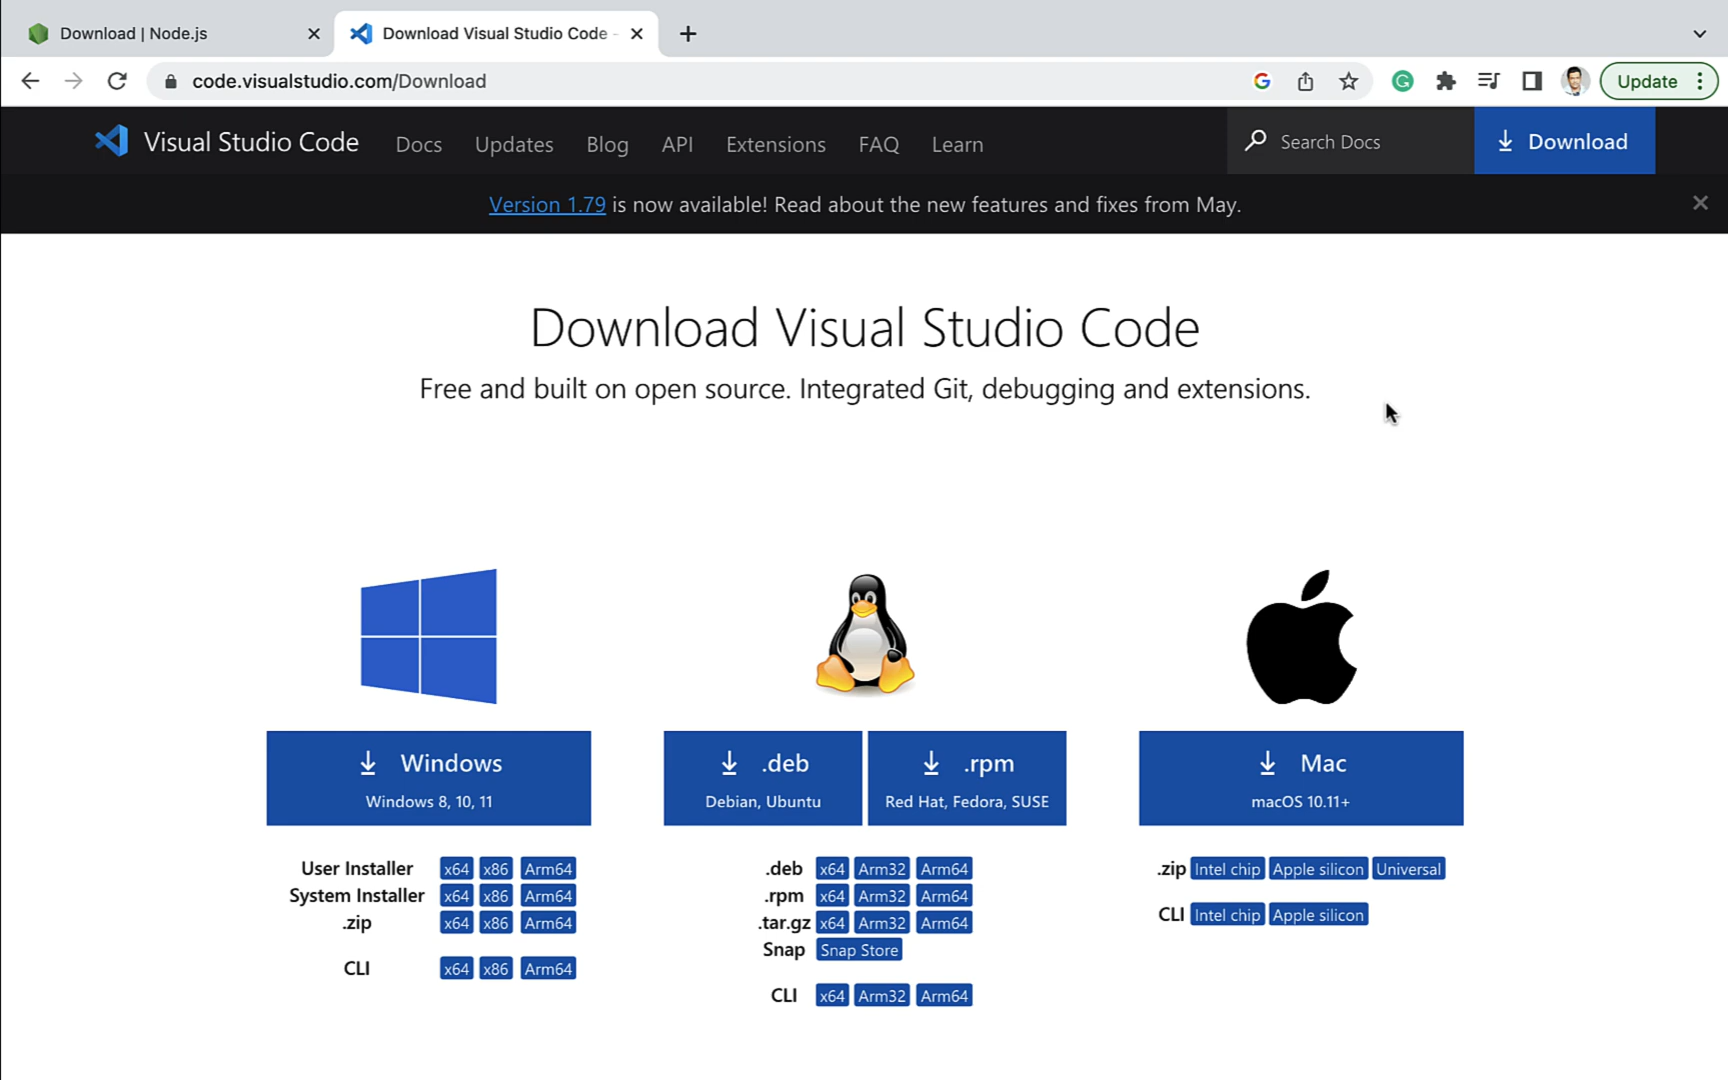 Download | Node.js
Download Visual Studio Code -
code.visualstudio.com/Download
Update
Visual Studio Code Docs Updates Blog API Extensions FAQ Learn Search Docs Download
Version 1.79 is now available! Read about the new features and fixes from May.
Download Visual Studio Code
Free and built on open source. Integrated Git, debugging and extensions.
Windows
Windows 8, 10, 11
User Installer x64 x86 Arm64
System Installer x64 x86 Arm64
.zip x64 x86 Arm64
CLI x64 x86 Arm64
.deb
Debian, Ubuntu
.rpm
Red Hat, Fedora, SUSE
.deb x64 Arm32 Arm64
.rpm x64 Arm32 Arm64
.tar.gz x64 Arm32 Arm64
Snap Snap Store
CLI x64 Arm32 Arm64
Mac
macOS 10.11+
.zip Intel chip Apple silicon Universal
CLI Intel chip Apple silicon